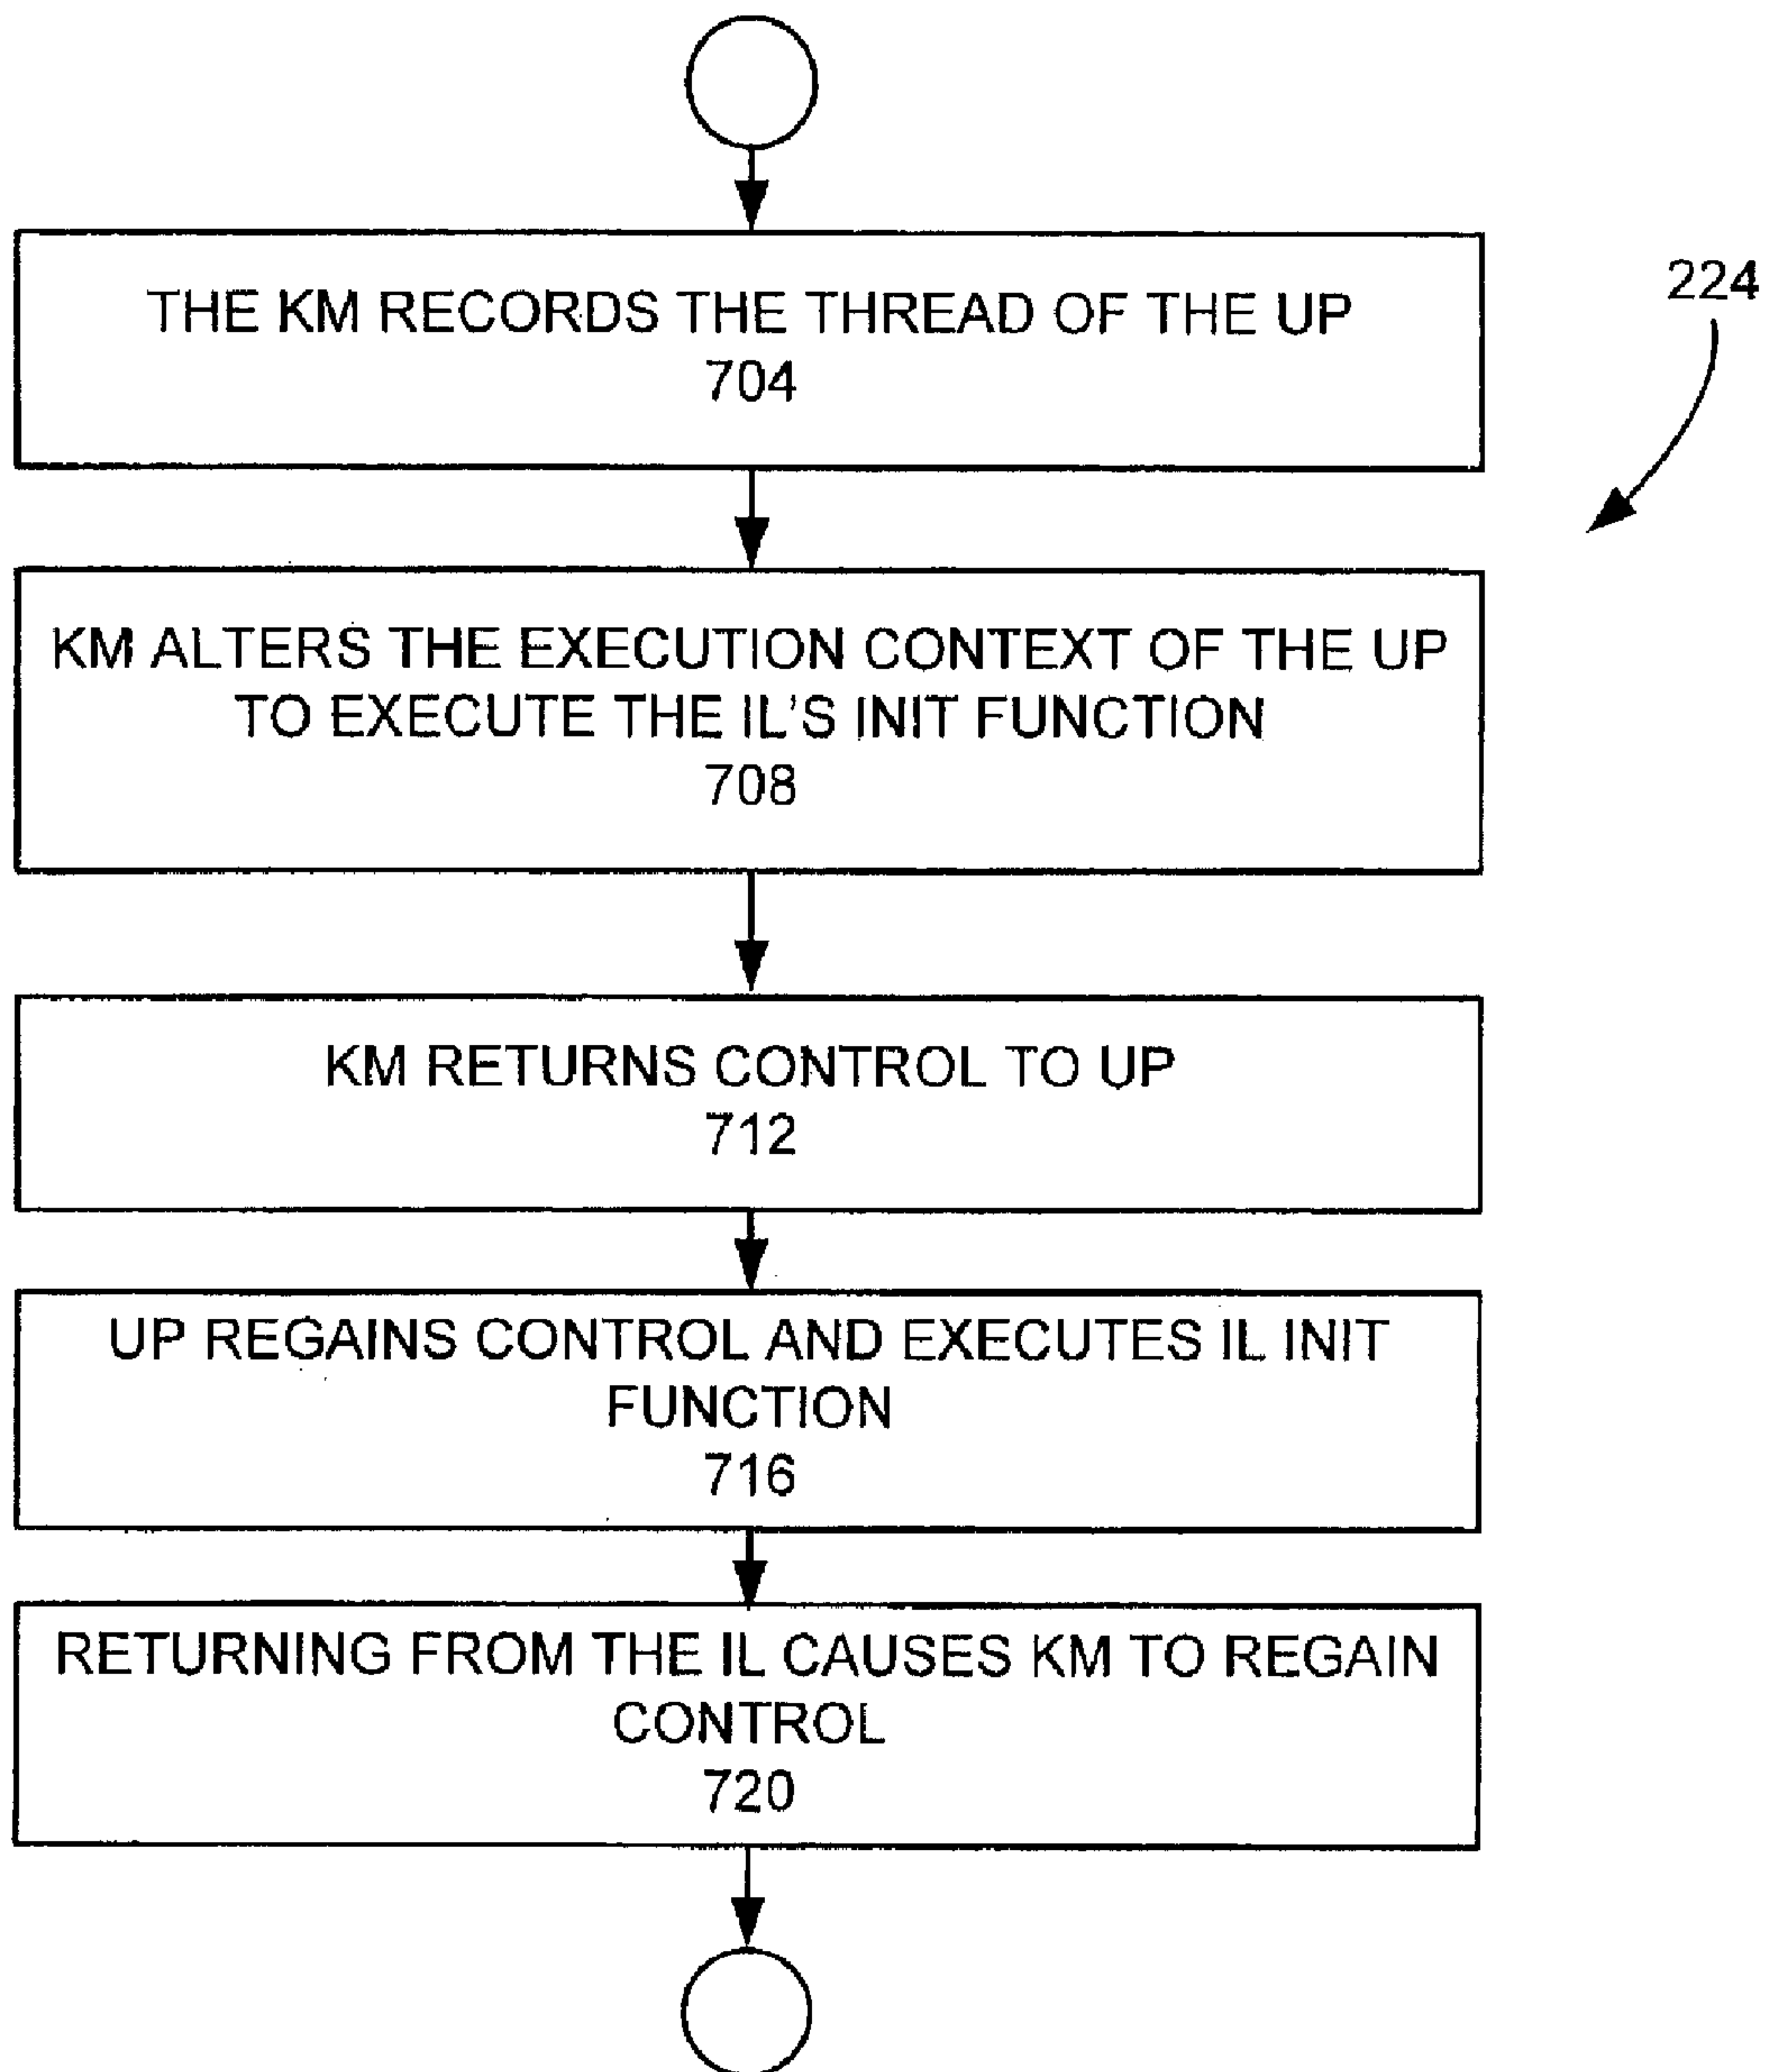 THE KM RECORDS THE THREAD OF THE UP
704
224
KM ALTERS THE EXECUTION CONTEXT OF THE UP
TO EXECUTE THE IL'S INIT FUNCTION
708
KM RETURNS CONTROL TO UP
712
UP REGAINS CONTROL AND EXECUTES IL INIT
FUNCTION
716
RETURNING FROM THE IL CAUSES KM TO REGAIN
CONTROL
720